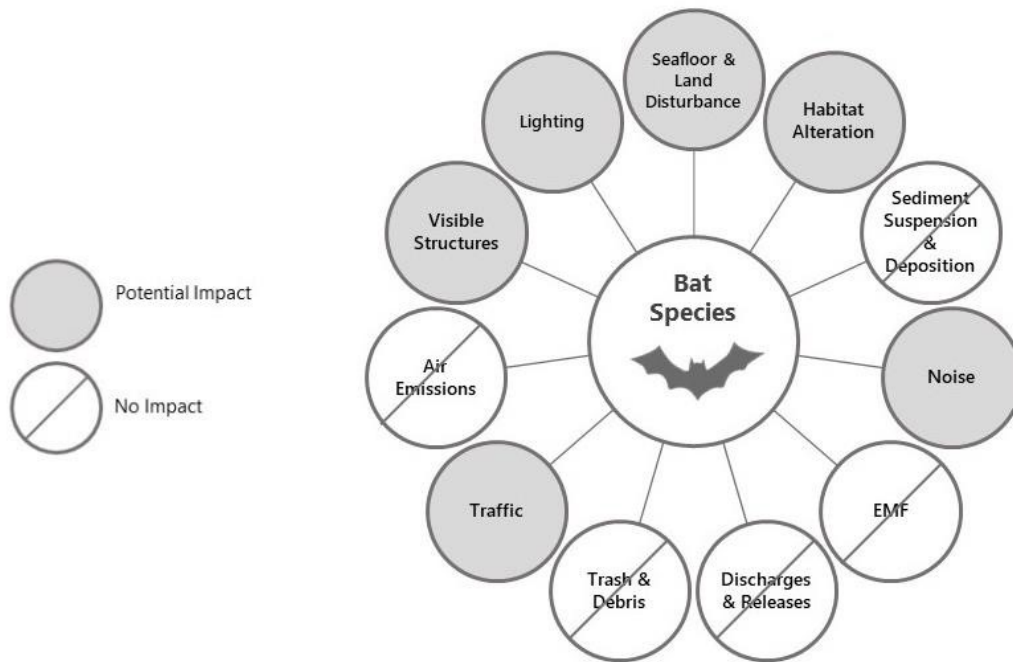 Potential Impact
No Impact
Bat
Species
Seafloor &
Land
Disturbance
Habitat
Alteration
Sediment
Suspension
&
Deposition
Noise
EMF
Discharges
& Releases
Trash &
Debris
Traffic
Air
Emissions
Visible
Structures
Lighting